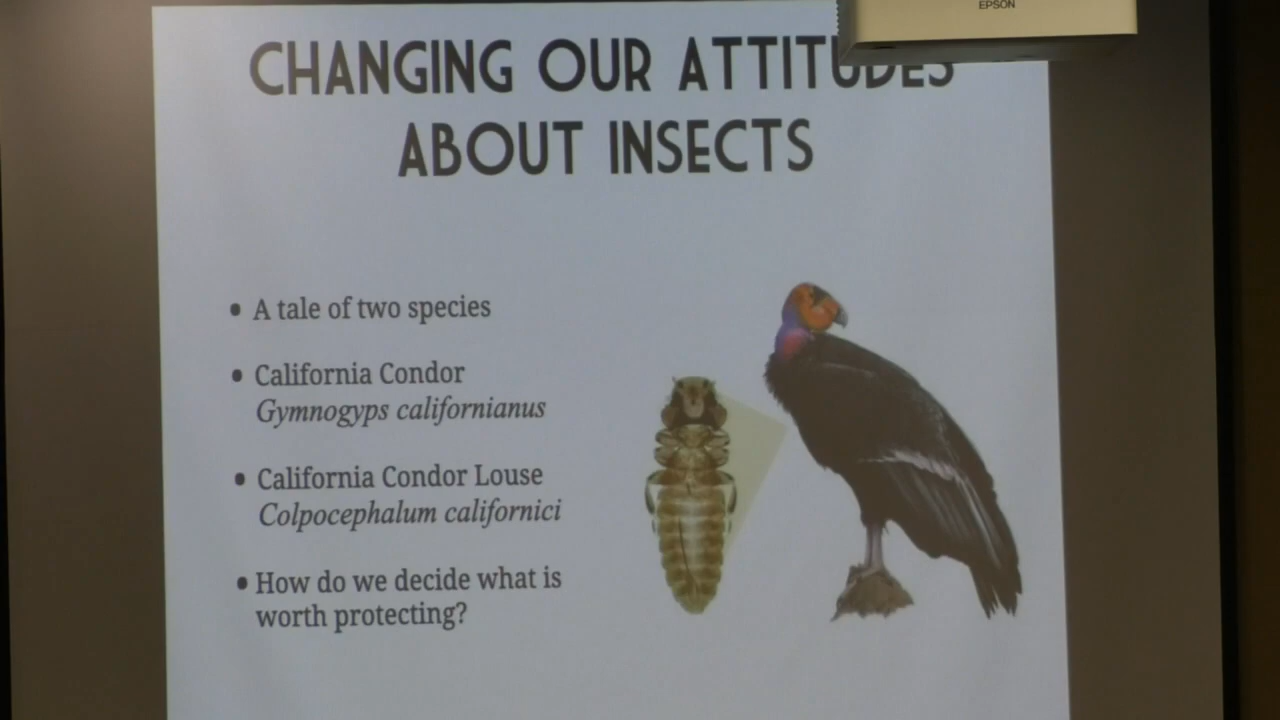 EPSON
CHANGING OUR ATTITUDES
ABOUT INSECTS
• A tale of two species
• California Condor
Gymnogyps californianus
• California Condor Louse
Colpocephalum californici
• How do we decide what is
worth protecting?